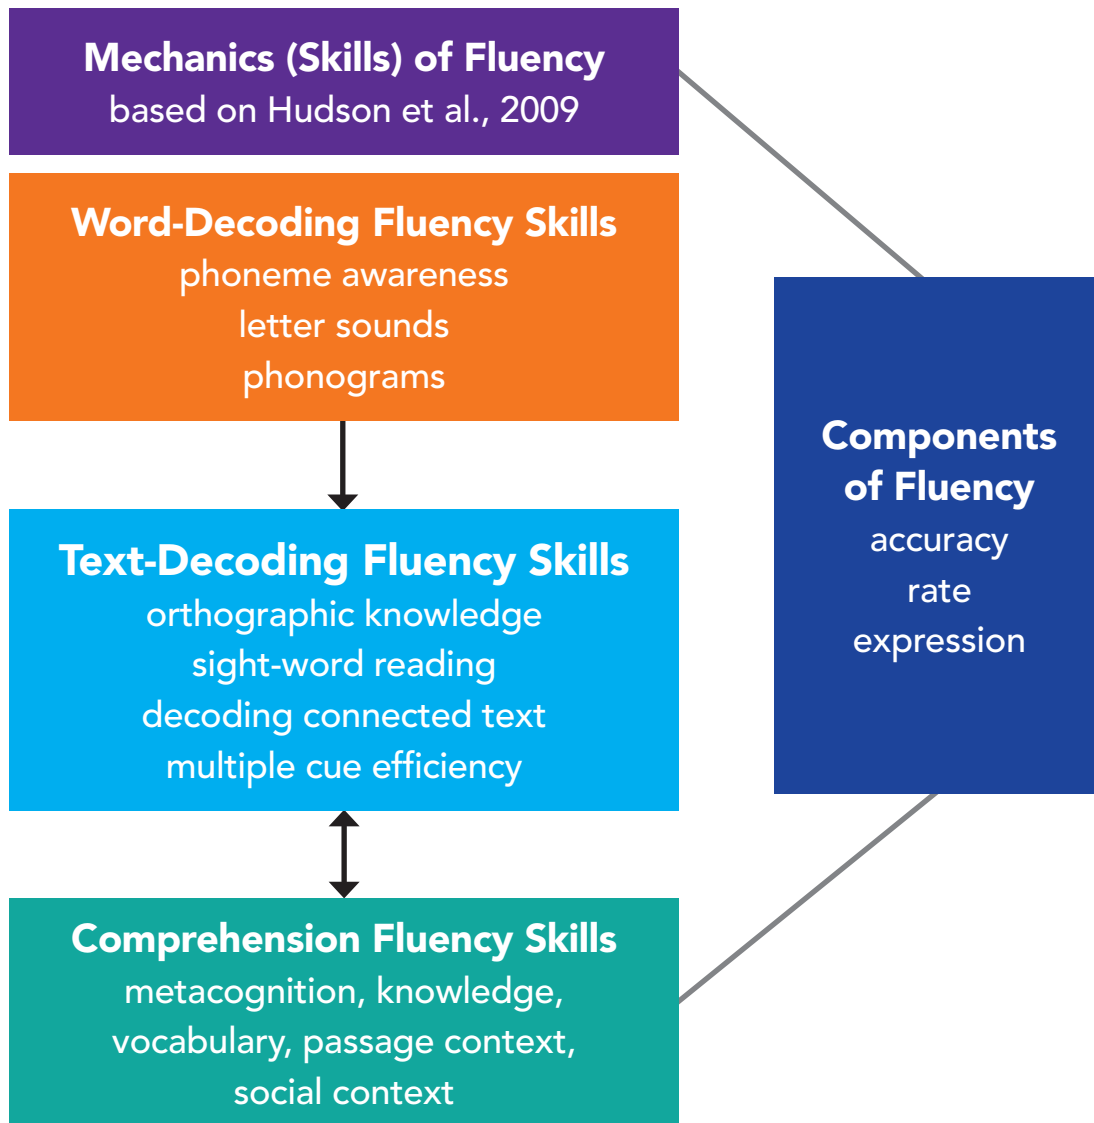 Mechanics (Skills) of Fluency
based on Hudson et al., 2009
Word-Decoding Fluency Skills
phoneme awareness
letter sounds
phonograms
Text-Decoding Fluency Skills
orthographic knowledge
sight-word reading
decoding connected text
multiple cue efficiency
Comprehension Fluency Skills
metacognition, knowledge,
vocabulary, passage context,
social context
Components
of Fluency
accuracy
rate
expression